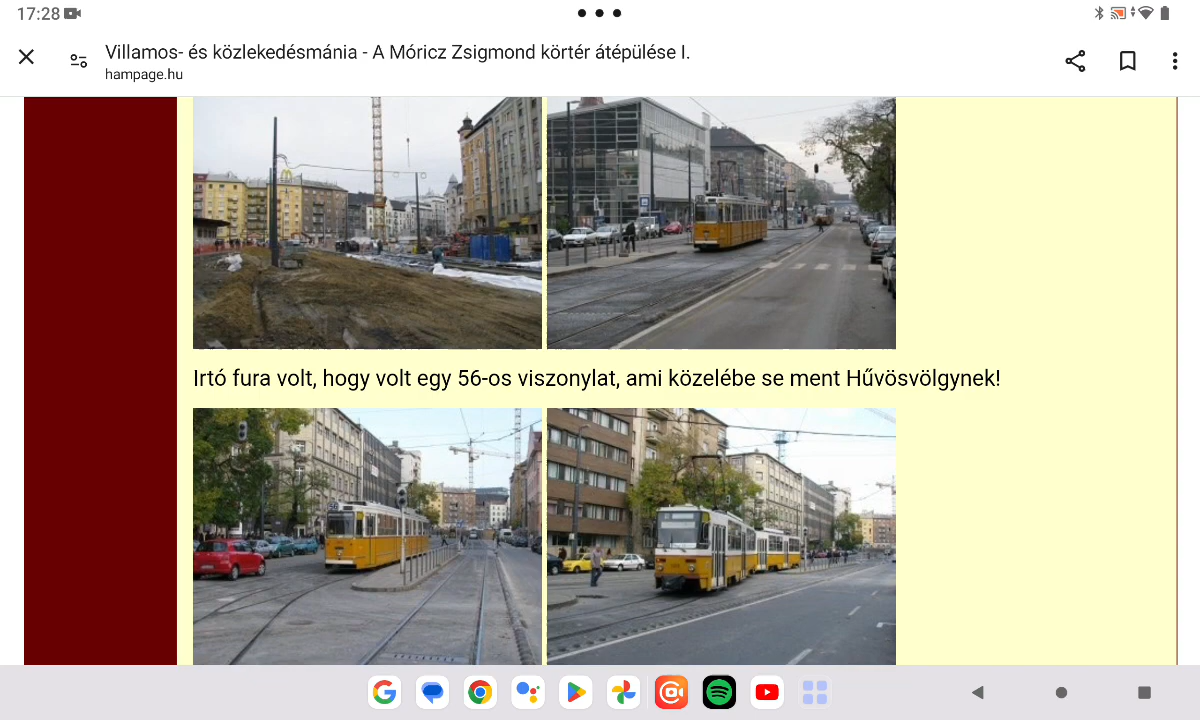 17:28
Villamos- és közlekedésmánia - A Móricz Zsigmond körtér átépülése I.
hampage.hu
Irtó fura volt, hogy volt egy 56-os viszonylat, ami közelébe se ment Hűvösvölgynek!